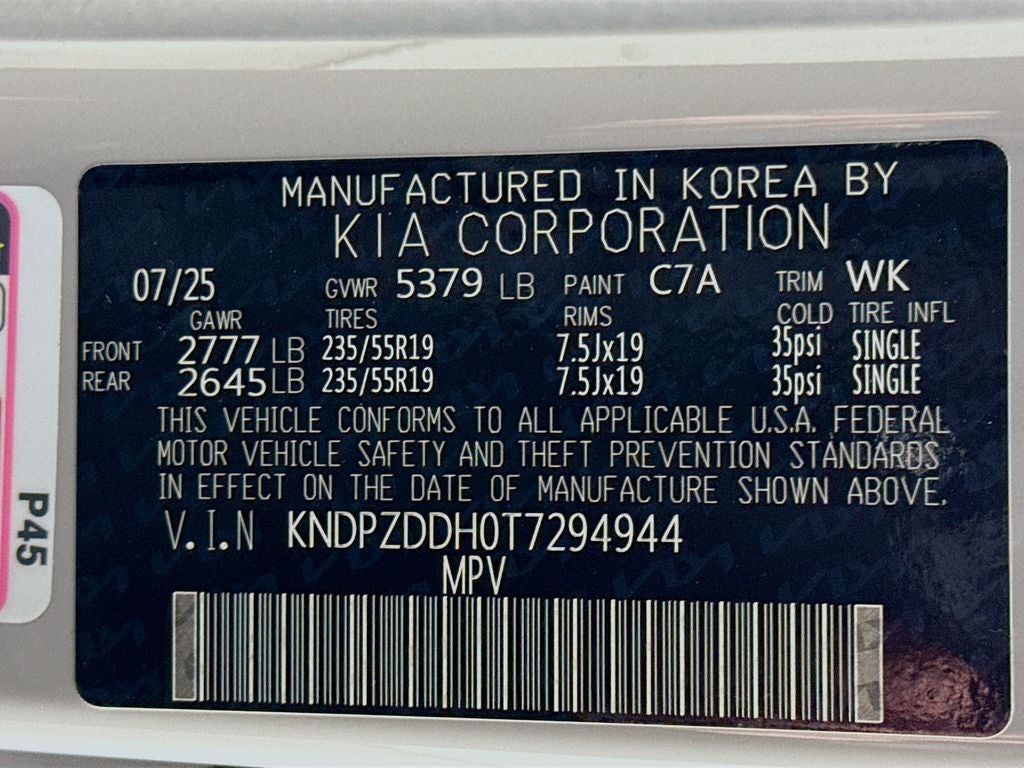 MANUFACTURED IN KOREA BY
KIA CORPORATION
07/25 GVWR 5379 LB PAINT C7A TRIM WK
GAWR TIRES RIMS COLD TIRE INFL
FRONT 2777 LB 235/55R19 7.5Jx19 35psi SINGLE
REAR 2645 LB 235/55R19 7.5Jx19 35psi SINGLE
THIS VEHICLE CONFORMS TO ALL APPLICABLE U.S.A. FEDERAL
MOTOR VEHICLE SAFETY AND THEFT PREVENTION STANDARDS
IN EFFECT ON THE DATE OF MANUFACTURE SHOWN ABOVE.
V.I.N KNDPZDDH0T7294944
MPV
P45